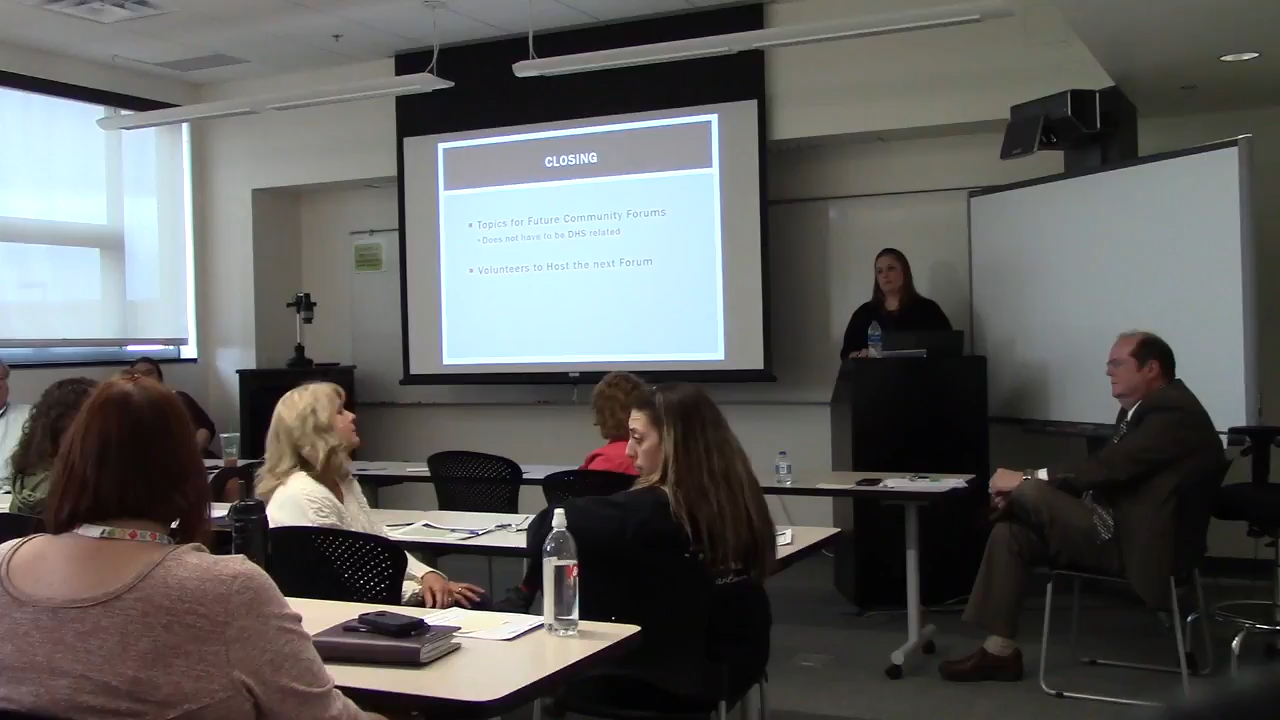 CLOSING
▪ Topics for Future Community Forums
▪ Does not have to be DHS related
▪ Volunteers to Host the next Forum